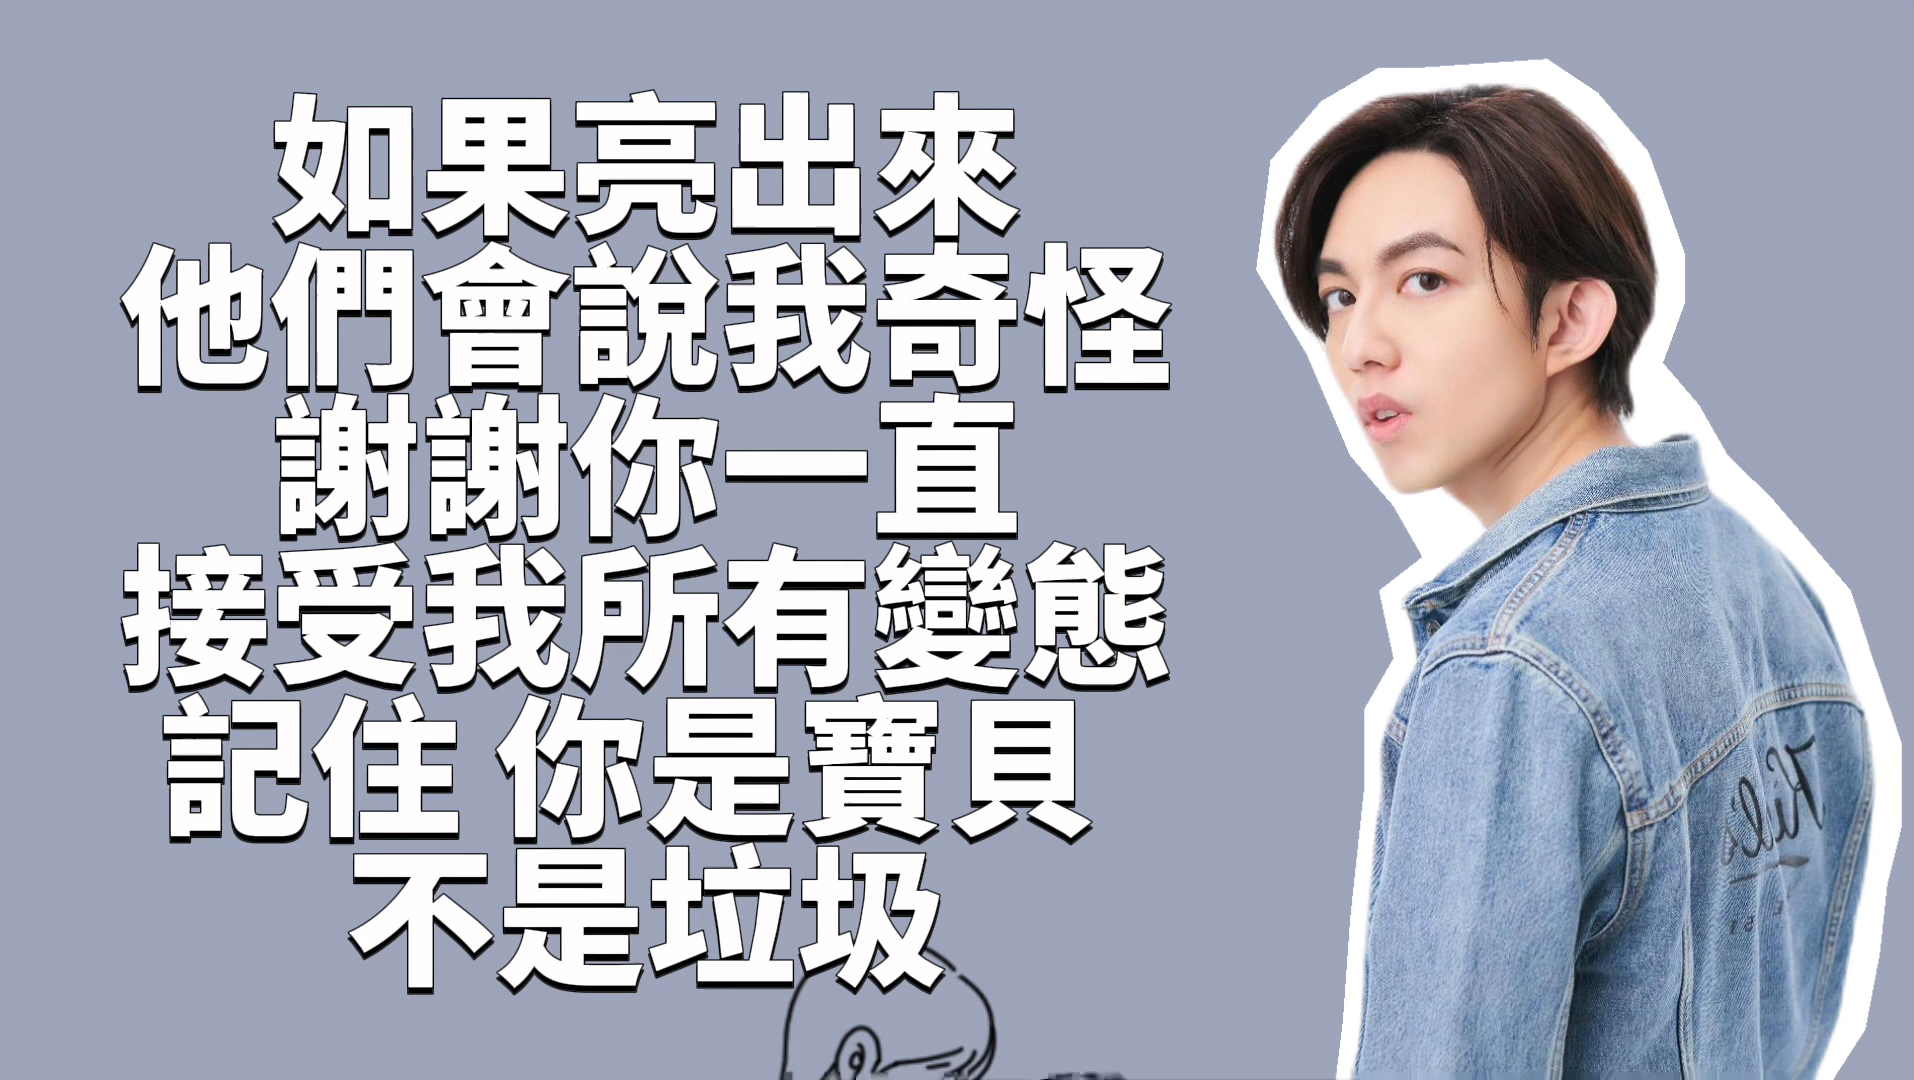 如果亮出來
他們會說我奇怪
謝謝你一直
接受我所有變態
記住 你是寶貝
不是垃圾